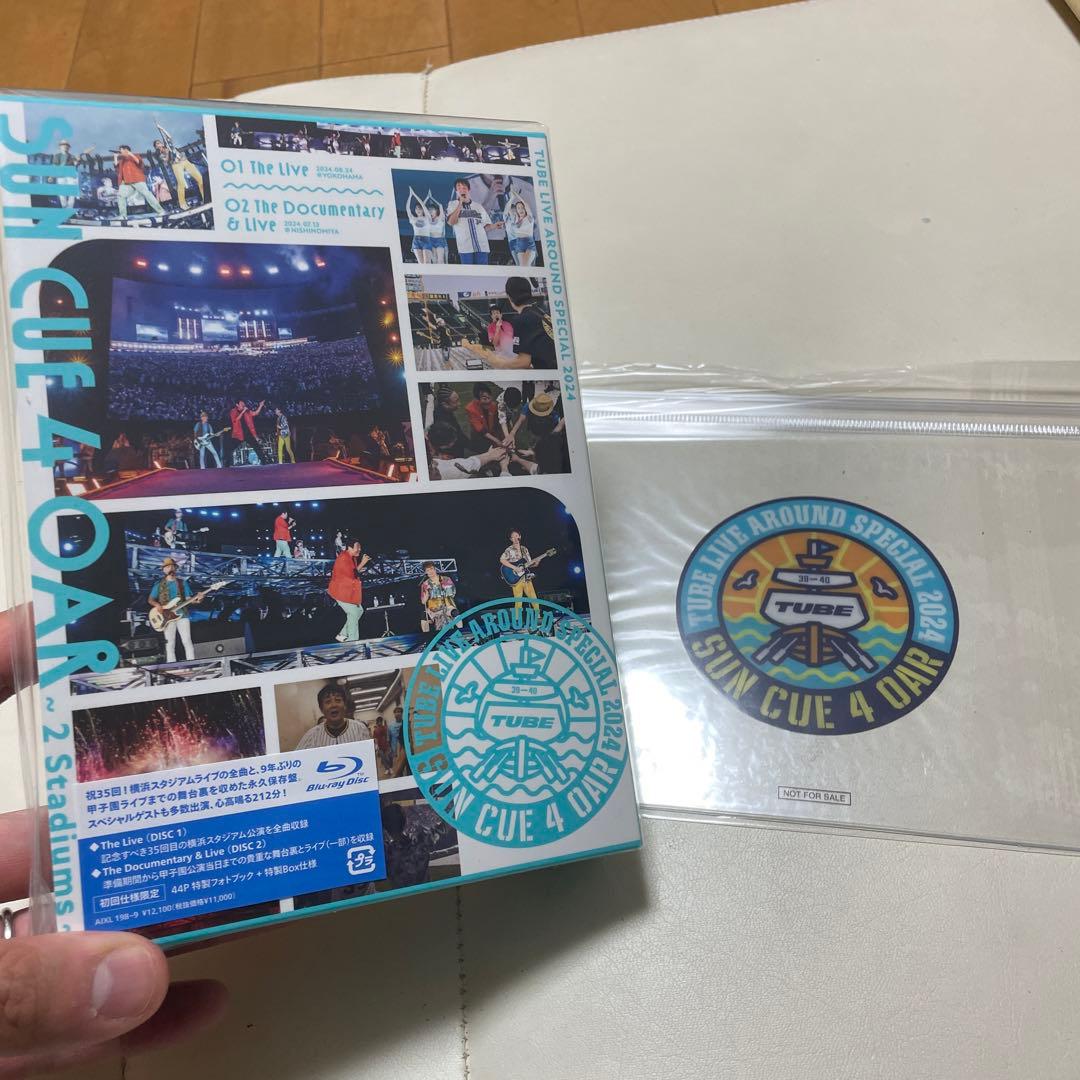 SUN CUE 4 OAR ~ 2 Stadiums ~
01 The Live 2024.08.24
@YOKOHAMA
02 The Documentary
& Live 2024.07.13
@NISHINOMIYA
TUBE LIVE AROUND SPECIAL 2024
TUBE LIVE AROUND SPECIAL 2024
39-40
TUBE
SUN CUE 4 OAR
祝35回！横浜スタジアムライブの全曲と、9年ぶりの
甲子園ライブまでの舞台裏を収めた永久保存盤。
スペシャルゲストも多数出演、心高鳴る212分！
Blu-ray Disc
◆The Live（DISC 1）
記念すべき35回目の横浜スタジアム公演を全曲収録
◆The Documentary & Live（DISC 2）
準備期間から甲子園公演当日までの貴重な舞台裏とライブ（一部）を収録
初回仕様限定 44P 特製フォトブック + 特製Box仕様
AIXL 198-9 ¥12,100（税抜価格¥11,000）
プラ
TUBE LIVE AROUND SPECIAL 2024
39-40
TUBE
SUN CUE 4 OAR
NOT FOR SALE